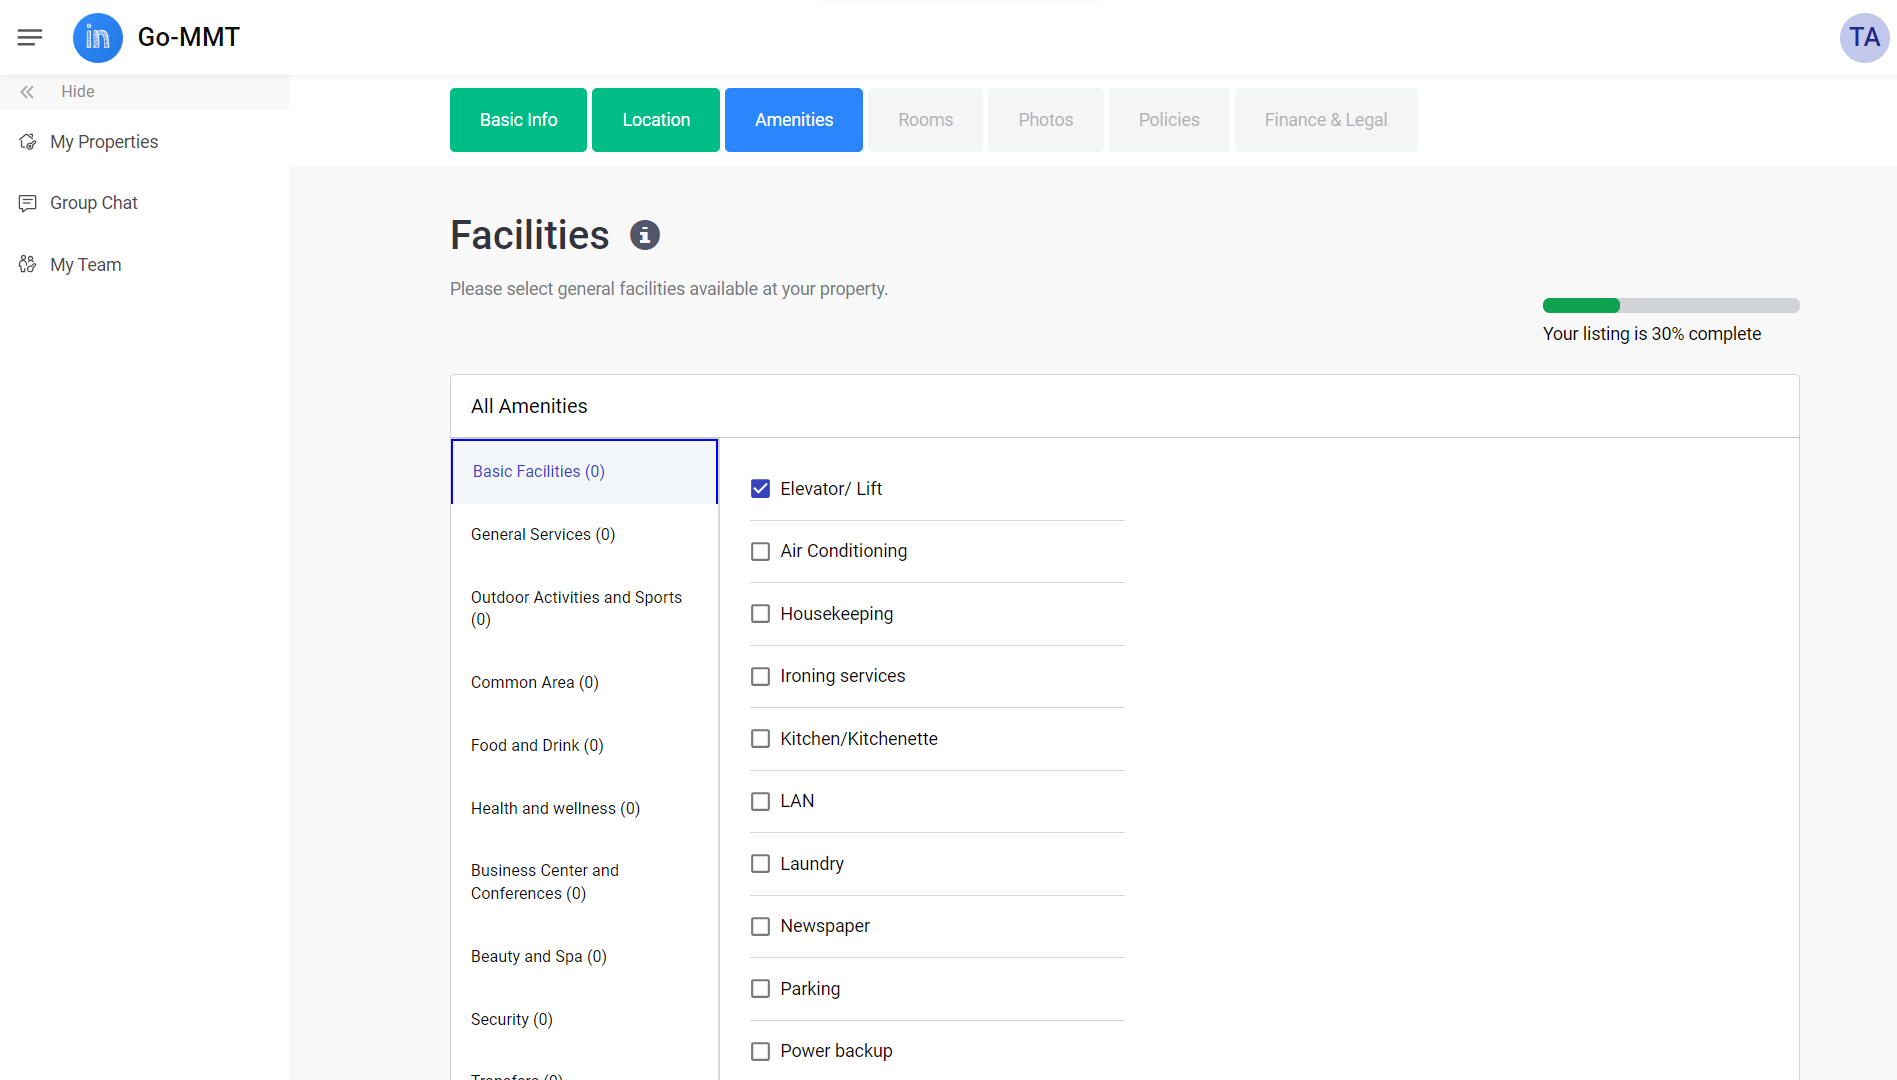 in Go-MMT
TA
Hide
My Properties
Group Chat
My Team
Basic Info
Location
Amenities
Rooms
Photos
Policies
Finance & Legal
Facilities
Please select general facilities available at your property.
Your listing is 30% complete
All Amenities
Basic Facilities (0)
General Services (0)
Outdoor Activities and Sports
(0)
Common Area (0)
Food and Drink (0)
Health and wellness (0)
Business Center and
Conferences (0)
Beauty and Spa (0)
Security (0)
Transfers (0)
Elevator/ Lift
Air Conditioning
Housekeeping
Ironing services
Kitchen/Kitchenette
LAN
Laundry
Newspaper
Parking
Power backup